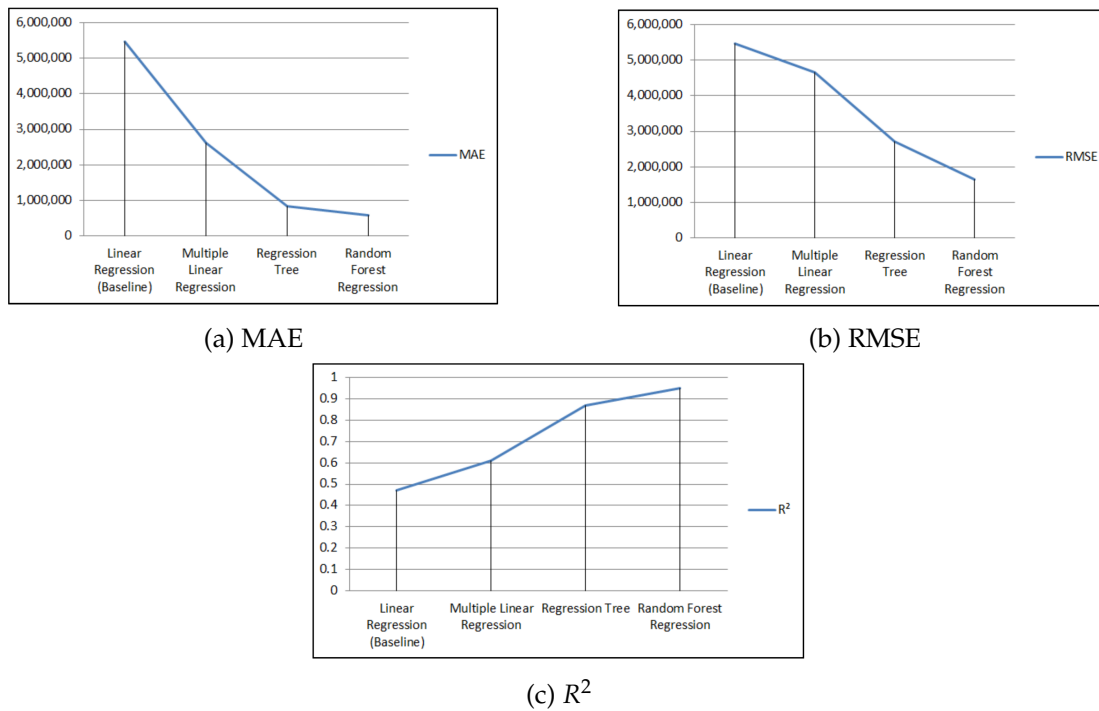 6,000,000
5,000,000
4,000,000
3,000,000
2,000,000
1,000,000
0
Linear
Regression
(Baseline)
Multiple
Linear
Regression
Regression
Tree
Random
Forest
Regression
MAE
(a) MAE
6,000,000
5,000,000
4,000,000
3,000,000
2,000,000
1,000,000
0
Linear
Regression
(Baseline)
Multiple
Linear
Regression
Regression
Tree
Random
Forest
Regression
RMSE
(b) RMSE
1
0.9
0.8
0.7
0.6
0.5
0.4
0.3
0.2
0.1
0
Linear
Regression
(Baseline)
Multiple Linear
Regression
Regression Tree
Random Forest
Regression
R²
(c) R²